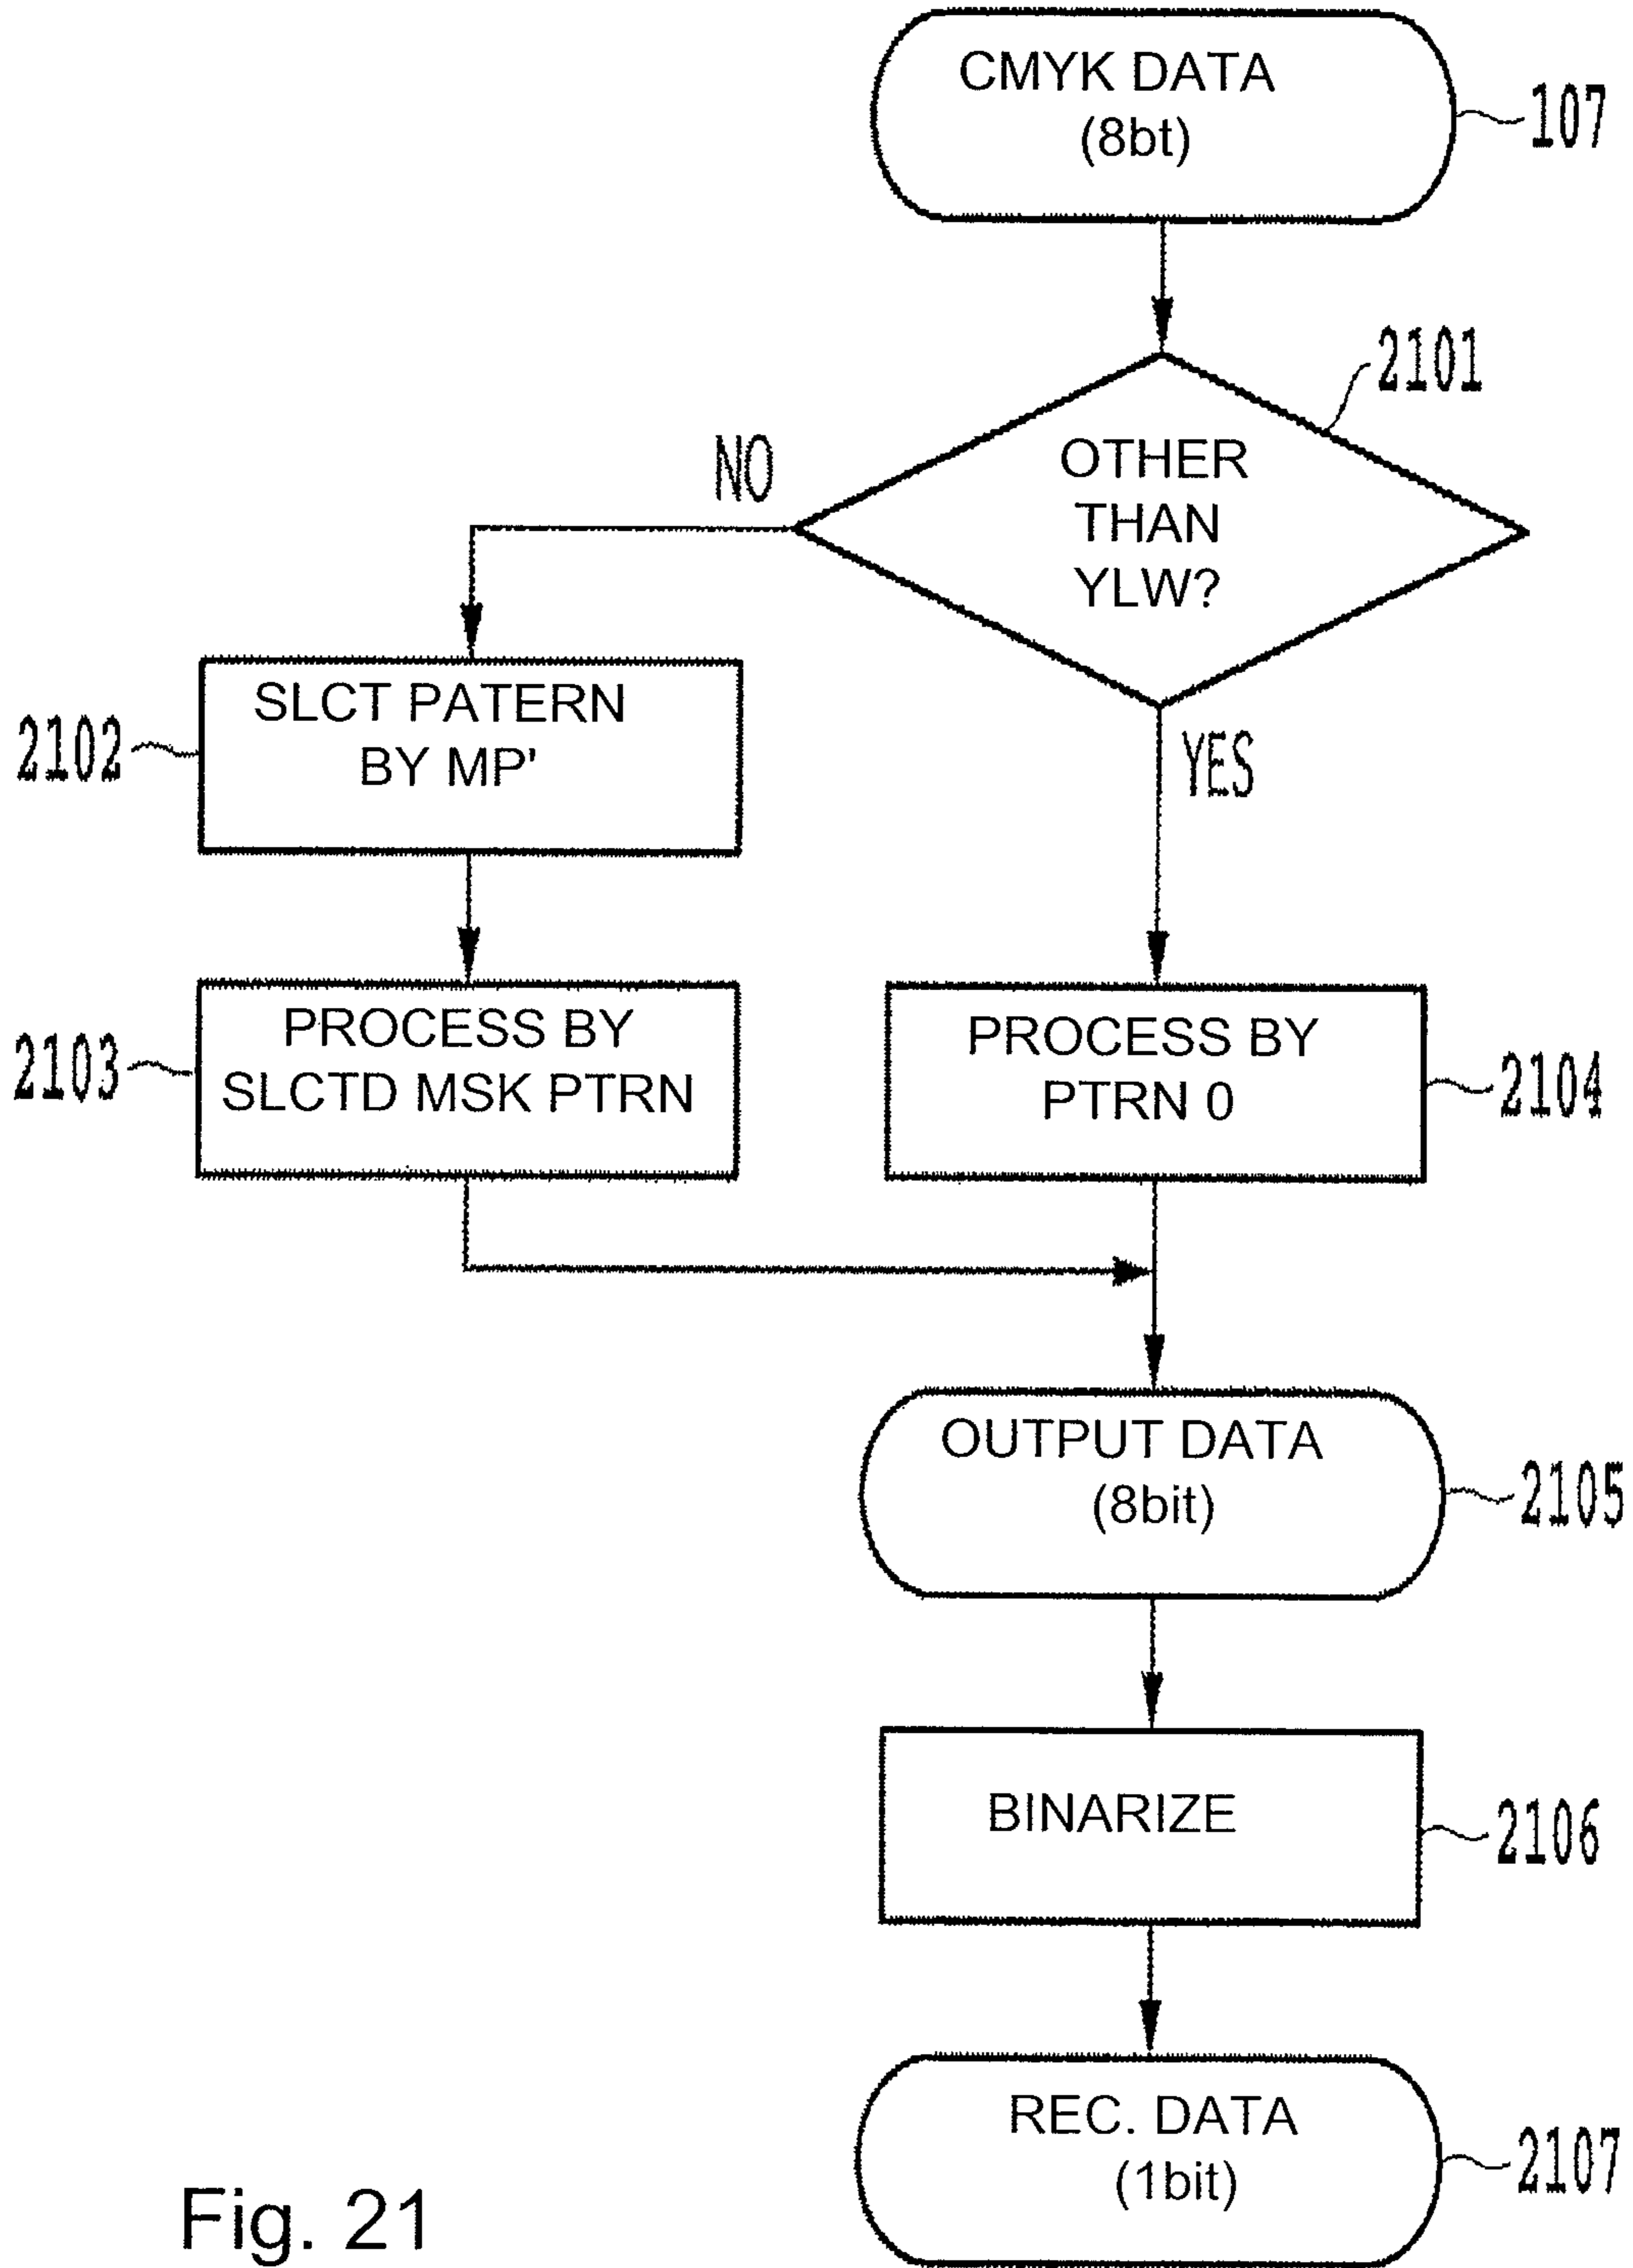 CMYK DATA
(8bt)
107
2101
OTHER
THAN
YLW?
NO
YES
2102
SLCT PATERN
BY MP'
2103
PROCESS BY
SLCTD MSK PTRN
PROCESS BY
PTRN 0
2104
OUTPUT DATA
(8bit)
2105
BINARIZE
2106
REC. DATA
(1bit)
2107
Fig. 21